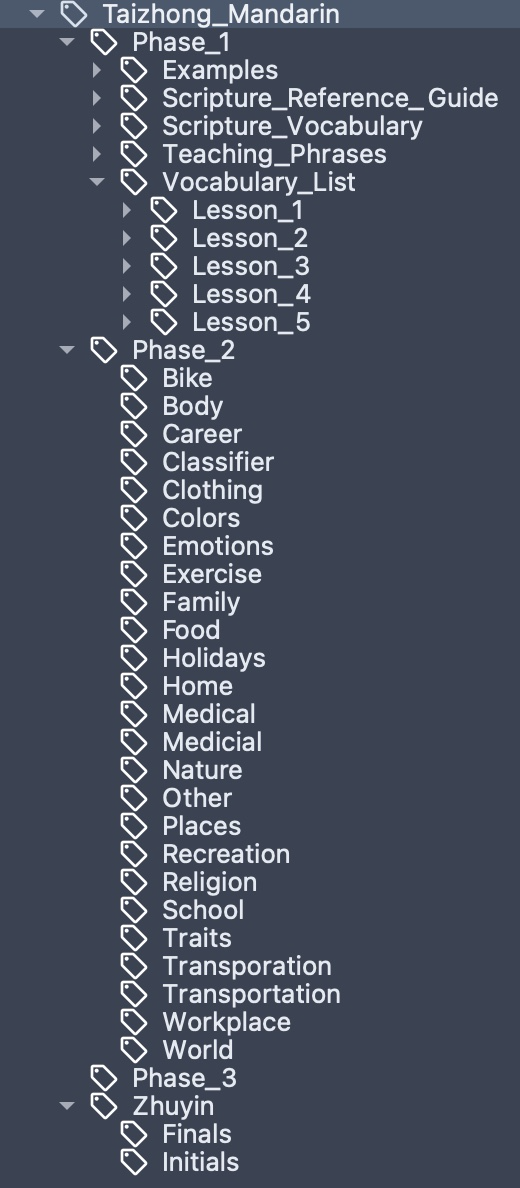 Taizhong_Mandarin
Phase_1
Examples
Scripture_Reference_Guide
Scripture_Vocabulary
Teaching_Phrases
Vocabulary_List
Lesson_1
Lesson_2
Lesson_3
Lesson_4
Lesson_5
Phase_2
Bike
Body
Career
Classifier
Clothing
Colors
Emotions
Exercise
Family
Food
Holidays
Home
Medical
Medicial
Nature
Other
Places
Recreation
Religion
School
Traits
Transporation
Transportation
Workplace
World
Phase_3
Zhuyin
Finals
Initials